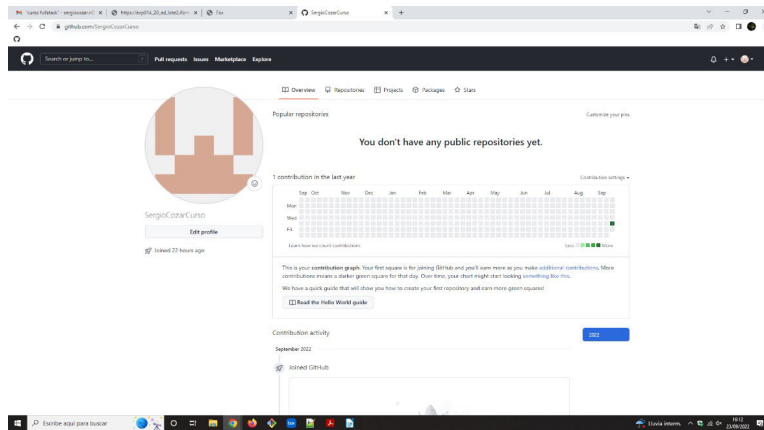 "curso fullstack" - sergiocozar.n
Fox
SergioCozarCurso
github.com/SergioCozarCurso
Search or jump to...
/
Pull requests Issues Marketplace Explore
Overview Repositories Projects Packages Stars
Popular repositories
Customize your pins
You don't have any public repositories yet.
1 contribution in the last year
Contribution settings
Sep Oct Nov Dec Jan Feb Mar Apr May Jun Jul Aug Sep
Mon
Wed
Fri
Learn how we count contributions
Less More
SergioCozarCurso
Edit profile
Joined 22 hours ago
This is your contribution graph. Your first square is for joining GitHub and you'll earn more as you make additional contributions. More
contributions means a darker green square for that day. Over time, your chart might start looking something like this.
We have a quick guide that will show you how to create your first repository and earn more green squares!
Read the Hello World guide
Contribution activity
2022
September 2022
Joined GitHub
Escribe aquí para buscar
Lluvia interm.
19:12
23/09/2022